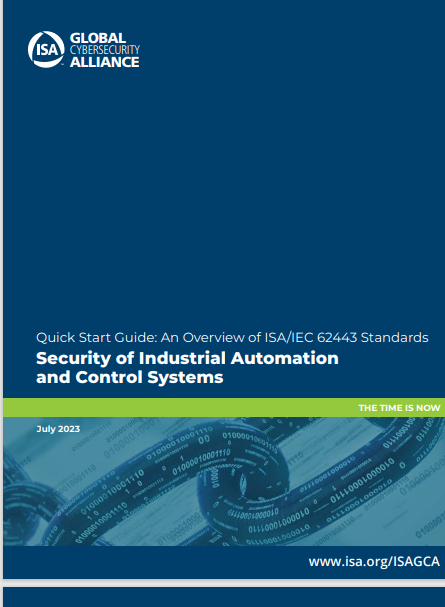 ISA
GLOBAL
CYBERSECURITY
ALLIANCE
Quick Start Guide: An Overview of ISA/IEC 62443 Standards
Security of Industrial Automation
and Control Systems
THE TIME IS NOW
July 2023
www.isa.org/ISAGCA